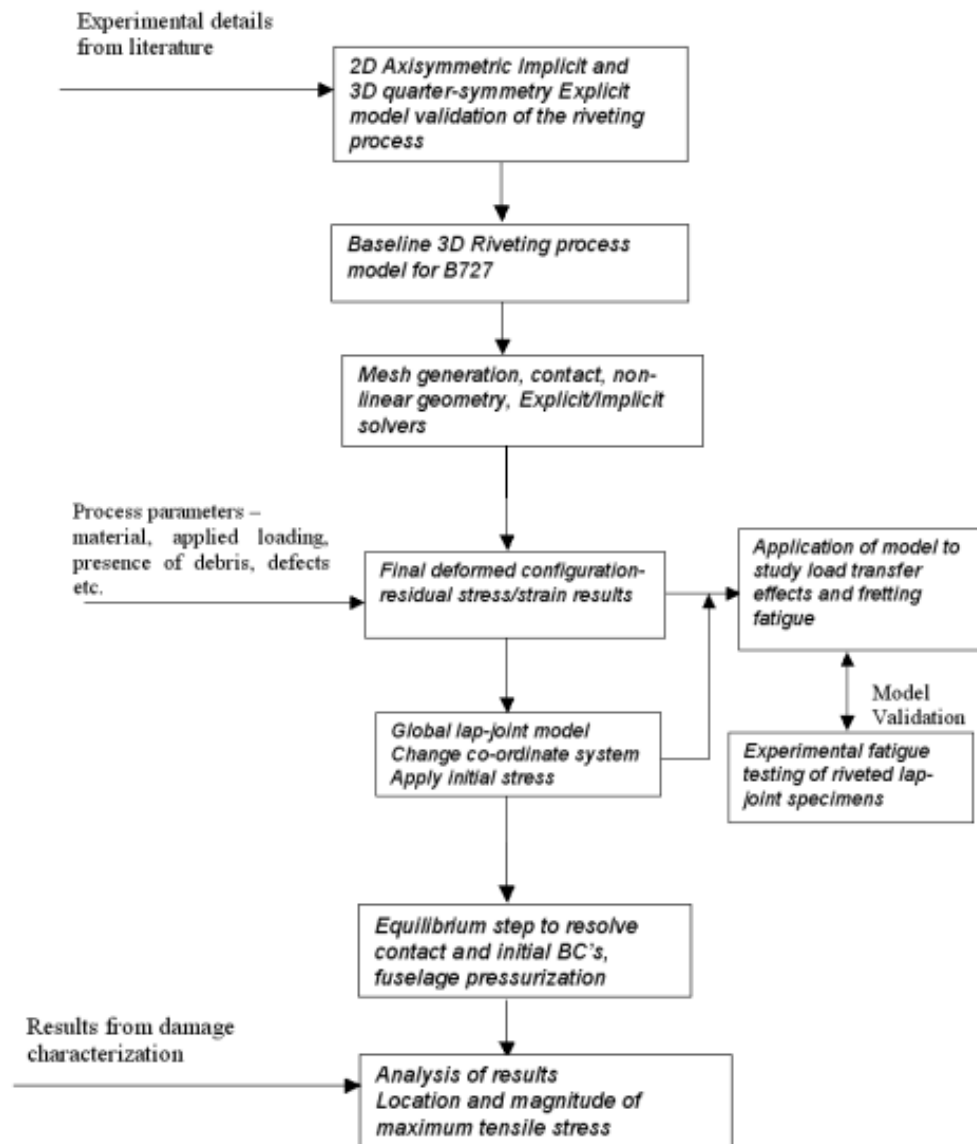 Experimental details
from literature
2D Axisymmetric Implicit and
3D quarter-symmetry Explicit
model validation of the riveting
process
Baseline 3D Riveting process
model for B727
Mesh generation, contact, non-
linear geometry, Explicit/Implicit
solvers
Process parameters –
material, applied loading,
presence of debris, defects
etc.
Final deformed configuration-
residual stress/strain results
Application of model to
study load transfer
effects and fretting
fatigue
Model
Validation
Global lap-joint model
Change co-ordinate system
Apply initial stress
Experimental fatigue
testing of riveted lap-
joint specimens
Equilibrium step to resolve
contact and initial BC's,
fuselage pressurization
Results from damage
characterization
Analysis of results
Location and magnitude of
maximum tensile stress